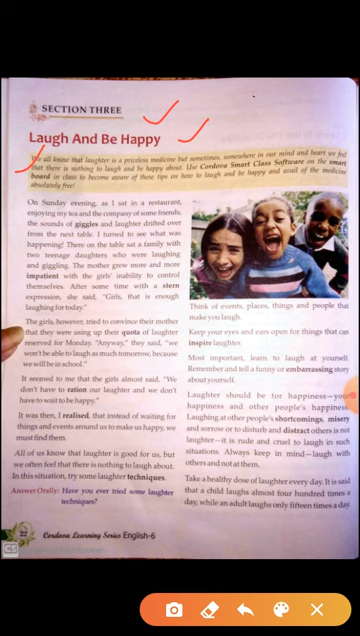 SECTION THREE
Laugh And Be Happy
We all know that laughter is a priceless medicine but sometimes, somewhere in our mind and heart we feel
that there is nothing to laugh and be happy about. Use Cordova Smart Class Software on the smart
board in class to become aware of these tips on how to laugh and be happy and avail of the medicine
absolutely free!
On Sunday evening, as I sat in a restaurant,
enjoying my tea and the company of some friends,
the sounds of giggles and laughter drifted over
from the next table. I turned to see what was
happening! There on the table sat a family with
two teenage daughters who were laughing
and giggling. The mother grew more and more
impatient with the girls' inability to control
themselves. After some time with a stern
expression, she said, "Girls, that is enough
laughing for today."
The girls, however, tried to convince their mother
that they were using up their quota of laughter
reserved for Monday. "Anyway," they said, "we
won't be able to laugh as much tomorrow, because
we will be in school."
It seemed to me that the girls almost said, "We
don't have to ration our laughter and we don't
have to wait to be happy."
It was then, I realised, that instead of waiting for
things and events around us to make us happy, we
must find them.
All of us know that laughter is good for us, but
we often feel that there is nothing to laugh about.
In this situation, try some laughter techniques.
Answer Orally: Have you ever tried some laughter
techniques?
Think of events, places, things and people that
make you laugh.
Keep your eyes and ears open for things that can
inspire laughter.
Most important, learn to laugh at yourself.
Remember and tell a funny or embarrassing story
about yourself.
Laughter should be for happiness—your
happiness and other people's happiness.
Laughing at other people's shortcomings, misery
and sorrow or to disturb and distract others is not
laughter—it is rude and cruel to laugh in such
situations. Always keep in mind—laugh with
others and not at them.
Take a healthy dose of laughter every day. It is said
that a child laughs almost four hundred times a
day, while an adult laughs only fifteen times a day.
Cordova Learning Series English-6
CS